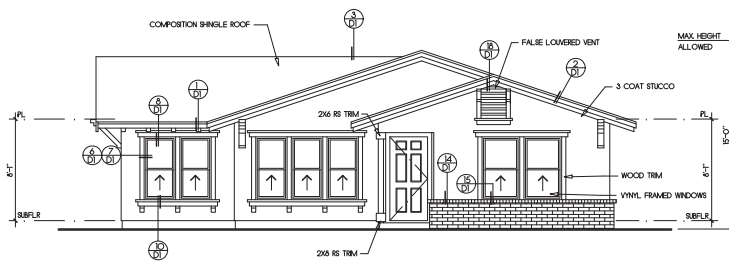 COMPOSITION SHINGLE ROOF
3
D1
18
D1
FALSE LOUVERED VENT
MAX. HEIGHT
ALLOWED
2
D1
3 COAT STUCCO
8
D1
1
D1
2X6 RS TRIM
PL
PL
6
D1
7
D1
8'-1"
8'-1"
15'-0"
14
D1
15
D1
WOOD TRIM
VYNYL FRAMED WINDOWS
SUBFLR
SUBFLR
10
D1
2X8 RS TRIM